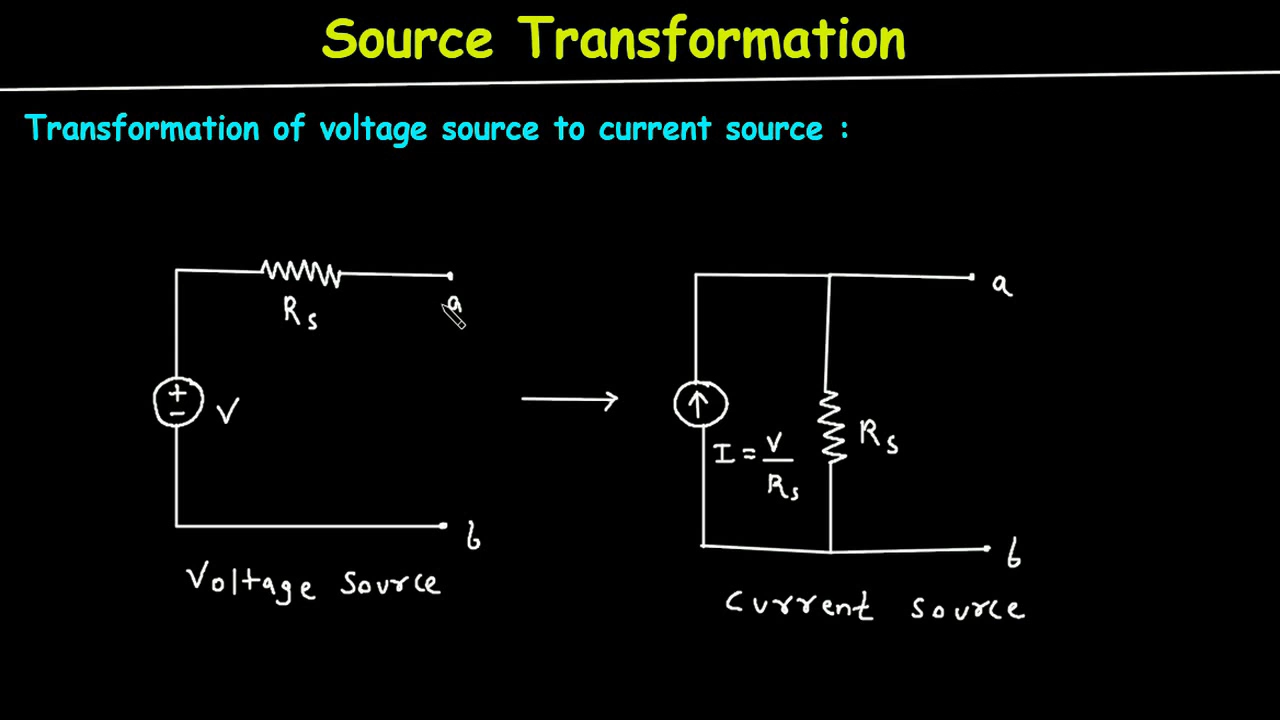 Source Transformation
Transformation of voltage source to current source :
Rs
a
+
-
V
b
Voltage Source
a
I = V
Rs
Rs
b
Current source